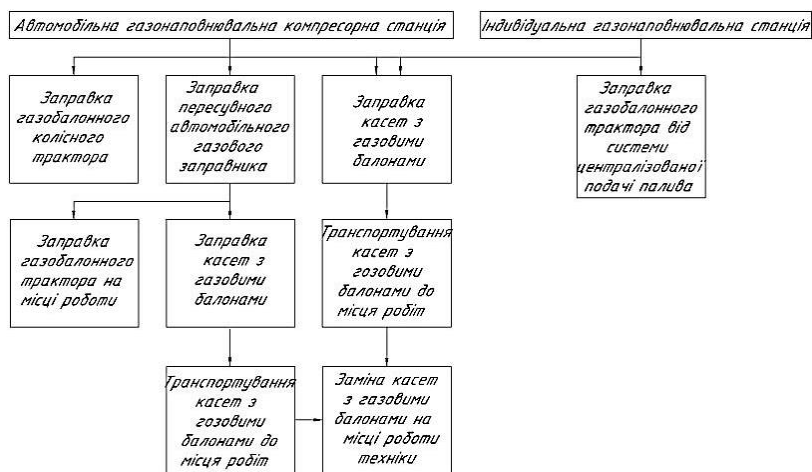 Автомобільна газонаповнювальна компресорна станція
Індивідуальна газонаповнювальна станція
Заправка
газобалонного
колісного
трактора
Заправка
пересувного
автомобільного
газового
заправника
Заправка
касет з
газовими
балонами
Заправка
газобалонного
трактора від
системи
централізованої
подачі палива
Заправка
газобалонного
трактора на
місці роботи
Заправка
касет з
газовими
балонами
Транспортування
касет з
гозовими
балонами до
місця робіт
Транспортування
касет з
гозовими
балонами до
місця робіт
Заміна касет
з газовими
балонами на
місці роботи
техніки